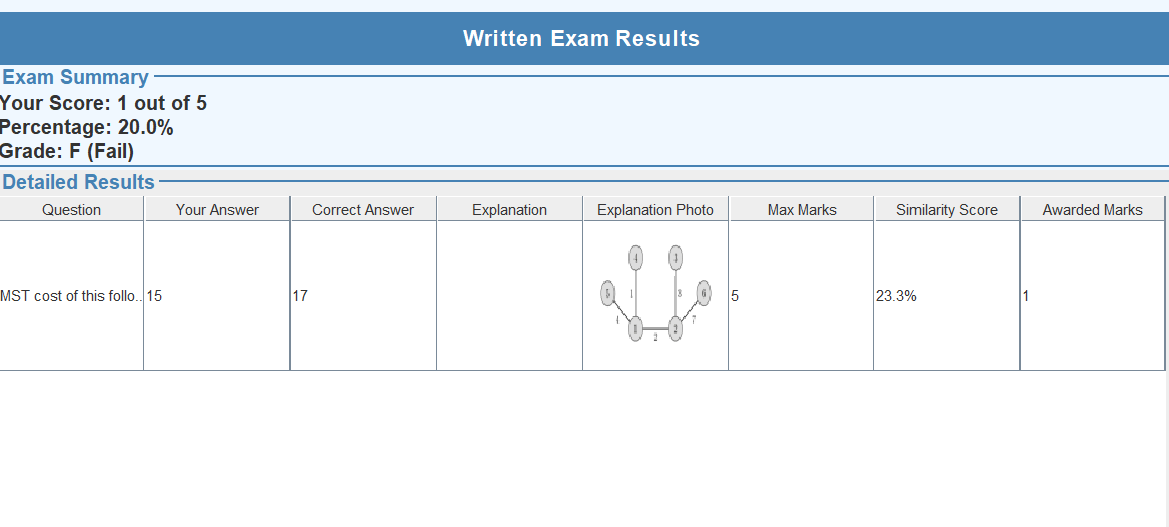 Written Exam Results
Exam Summary
Your Score: 1 out of 5
Percentage: 20.0%
Grade: F (Fail)
Detailed Results
Question Your Answer Correct Answer Explanation Explanation Photo Max Marks Similarity Score Awarded Marks
MST cost of this follo... 15 17 5 23.3% 1
4 3
5 1 3 6
4 7
1 2
2